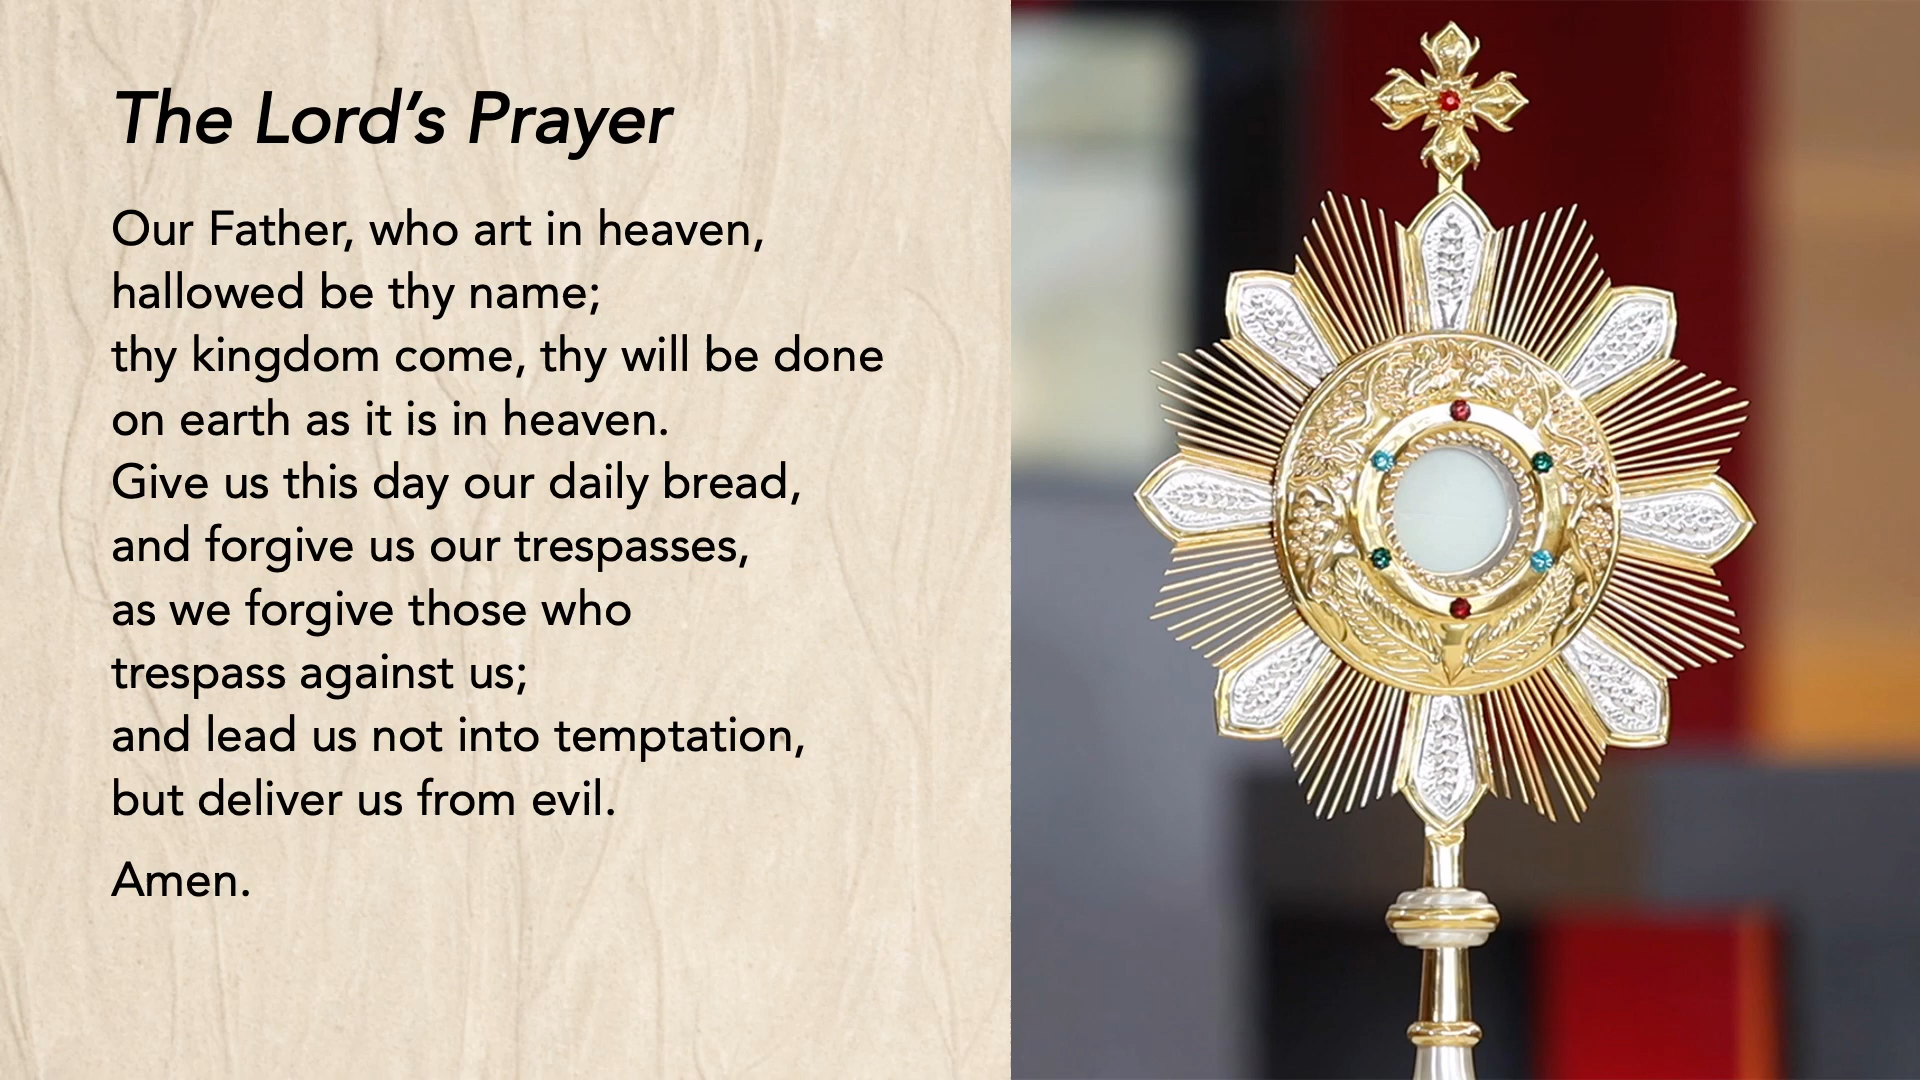 The Lord’s Prayer
Our Father, who art in heaven,
hallowed be thy name;
thy kingdom come, thy will be done
on earth as it is in heaven.
Give us this day our daily bread,
and forgive us our trespasses,
as we forgive those who
trespass against us;
and lead us not into temptation,
but deliver us from evil.
Amen.